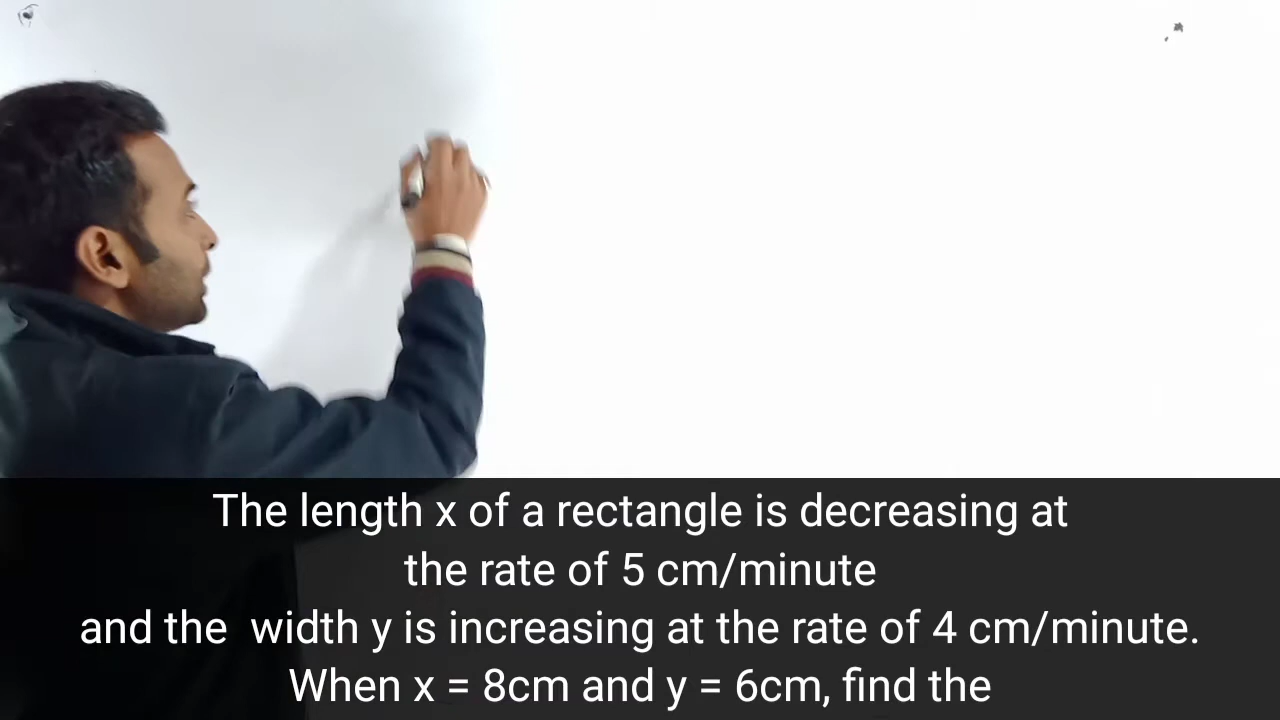 The length x of a rectangle is decreasing at
the rate of 5 cm/minute
and the  width y is increasing at the rate of 4 cm/minute.
When x = 8cm and y = 6cm, find the